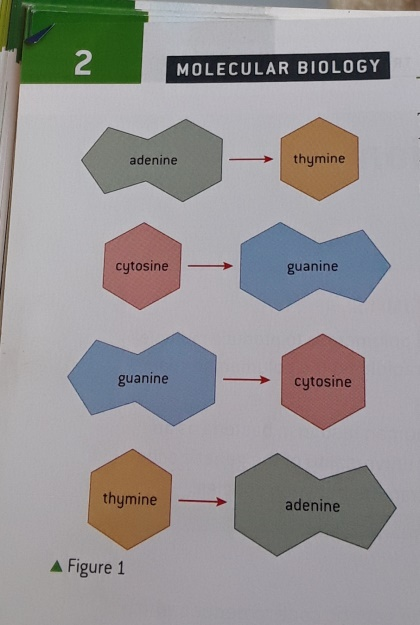 2
MOLECULAR BIOLOGY
adenine
thymine
cytosine
guanine
guanine
cytosine
thymine
adenine
▲ Figure 1